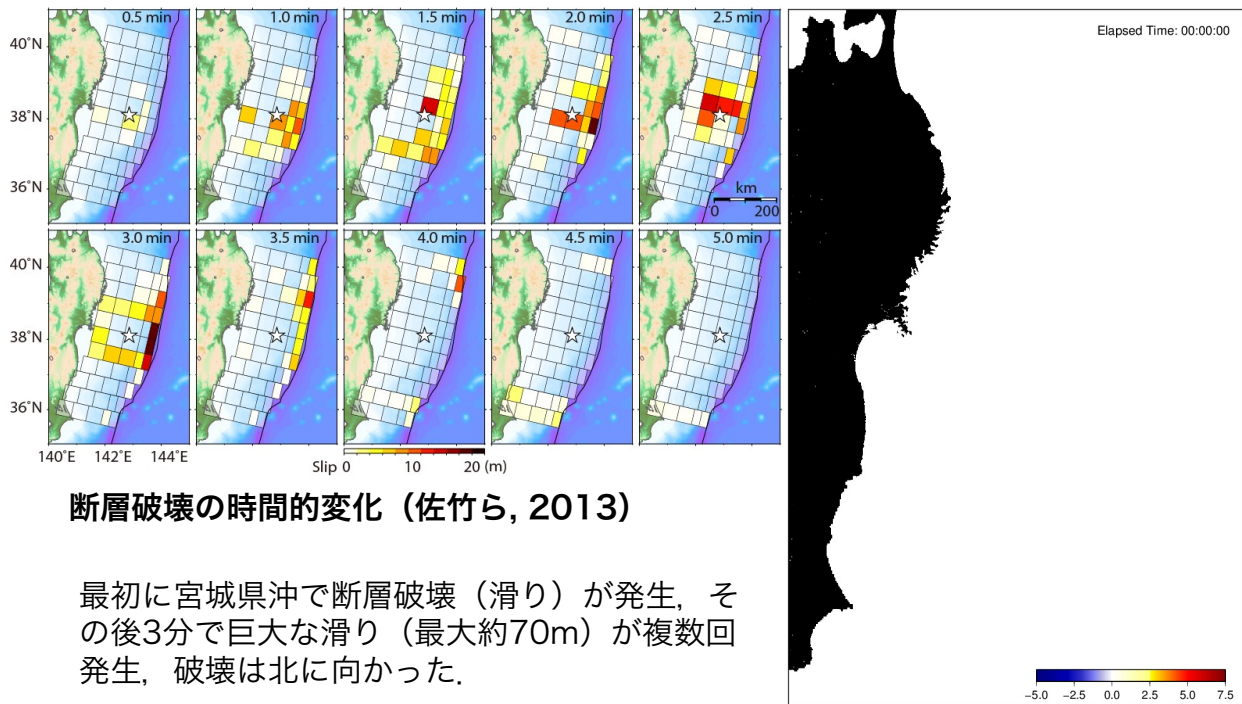 0.5 min
1.0 min
1.5 min
2.0 min
2.5 min
40˚N
38˚N
36˚N
km
0 200
3.0 min
3.5 min
4.0 min
4.5 min
5.0 min
40˚N
38˚N
36˚N
140˚E 142˚E 144˚E
Slip 0 10 20 (m)
断層破壊の時間的変化（佐竹ら, 2013）
最初に宮城県沖で断層破壊（滑り）が発生，そ
の後3分で巨大な滑り（最大約70m）が複数回
発生，破壊は北に向かった．
Elapsed Time: 00:00:00
-5.0 -2.5 0.0 2.5 5.0 7.5